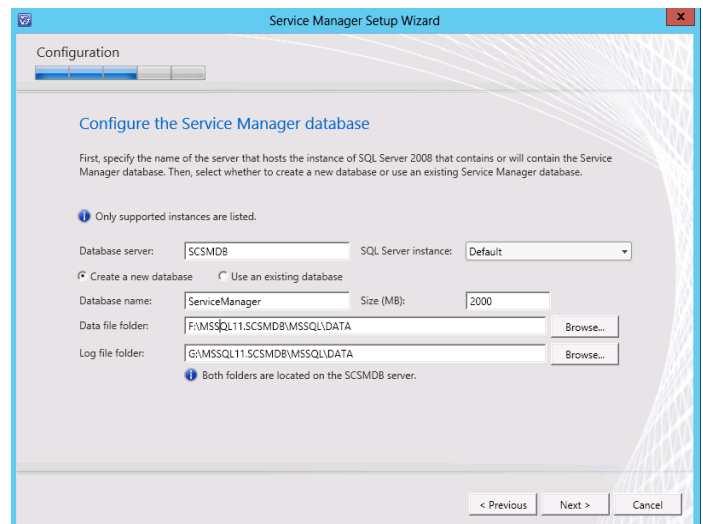 Service Manager Setup Wizard
x
Configuration
Configure the Service Manager database
First, specify the name of the server that hosts the instance of SQL Server 2008 that contains or will contain the Service
Manager database. Then, select whether to create a new database or use an existing Service Manager database.
Only supported instances are listed.
Database server: SCSMDB SQL Server instance: Default
Create a new database Use an existing database
Database name: ServiceManager Size (MB): 2000
Data file folder: F:\MSSQL11.SCSMDB\MSSQL\DATA Browse...
Log file folder: G:\MSSQL11.SCSMDB\MSSQL\DATA Browse...
Both folders are located on the SCSMDB server.
< Previous Next > Cancel